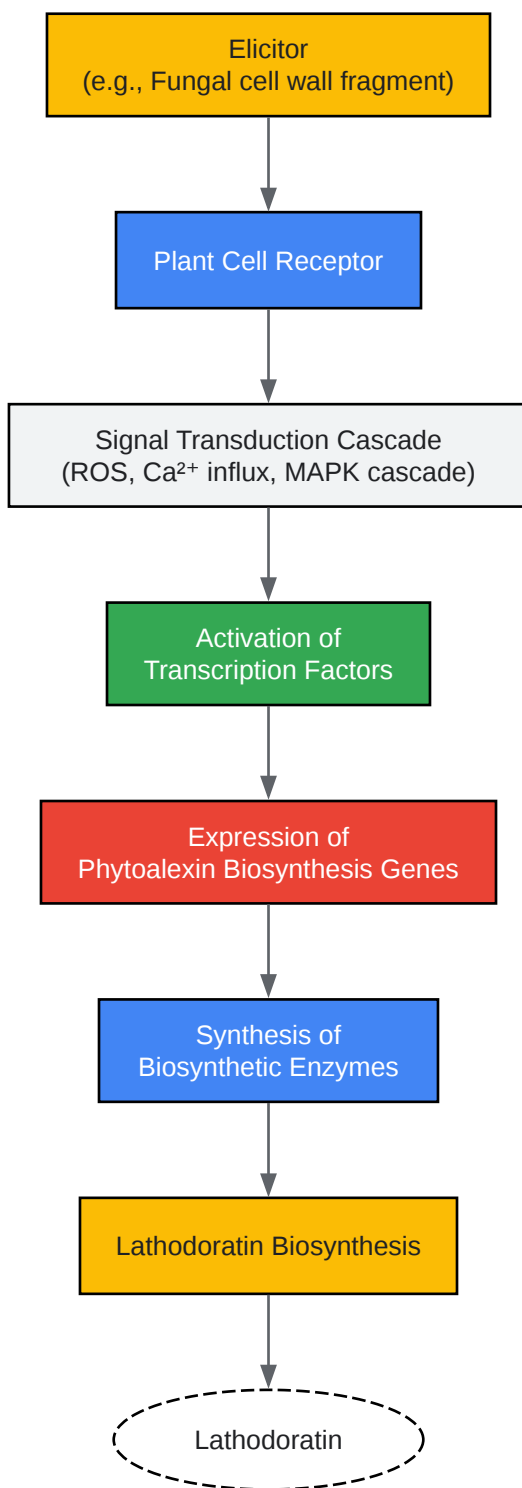 Elicitor
(e.g., Fungal cell wall fragment)
Plant Cell Receptor
Signal Transduction Cascade
(ROS, Ca²⁺ influx, MAPK cascade)
Activation of
Transcription Factors
Expression of
Phytoalexin Biosynthesis Genes
Synthesis of
Biosynthetic Enzymes
Lathodoratin Biosynthesis
Lathodoratin